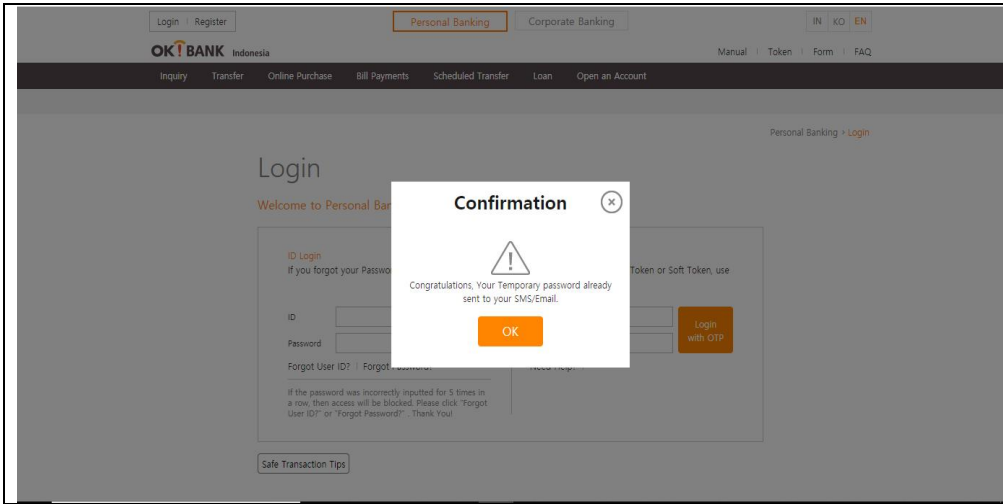 Login | Register
Personal Banking
Corporate Banking
IN KO EN
OK! BANK Indonesia
Manual | Token | Form | FAQ
Inquiry Transfer Online Purchase Bill Payments Scheduled Transfer Loan Open an Account
Personal Banking › Login
Login
Welcome to Personal Ban
Confirmation
Congratulations, Your Temporary password already
sent to your SMS/Email.
OK
ID Login
If you forgot your Passwo
Token or Soft Token, use
ID
Password
Login
with OTP
Forgot User ID? | Forgot Password?
Need Help?
If the password was incorrectly inputted for 5 times in
a row, then access will be blocked. Please click "Forgot
User ID?" or "Forgot Password?" . Thank You!
Safe Transaction Tips